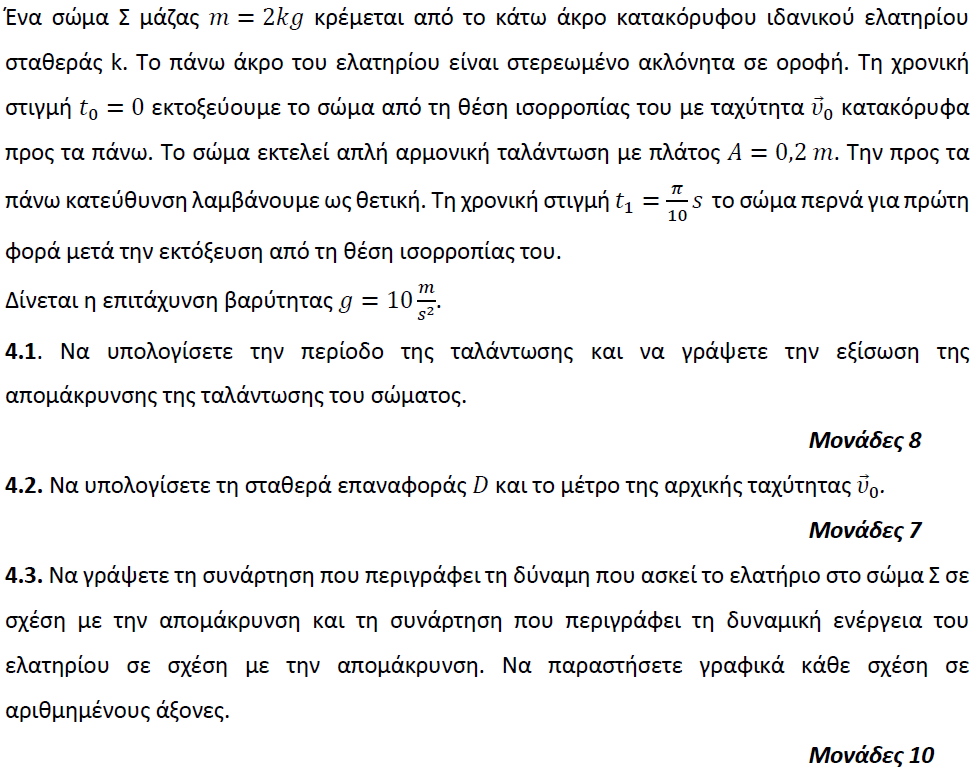 Ένα σώμα Σ μάζας $m = 2kg$ κρέμεται από το κάτω άκρο κατακόρυφου ιδανικού ελατηρίου
σταθεράς k. Το πάνω άκρο του ελατηρίου είναι στερεωμένο ακλόνητα σε οροφή. Τη χρονική
στιγμή $t_0 = 0$ εκτοξεύουμε το σώμα από τη θέση ισορροπίας του με ταχύτητα $\vec{υ}_0$ κατακόρυφα
προς τα πάνω. Το σώμα εκτελεί απλή αρμονική ταλάντωση με πλάτος $A = 0,2\ m$. Την προς τα
πάνω κατεύθυνση λαμβάνουμε ως θετική. Τη χρονική στιγμή $t_1 = \frac{π}{10} s$ το σώμα περνά για πρώτη
φορά μετά την εκτόξευση από τη θέση ισορροπίας του.
Δίνεται η επιτάχυνση βαρύτητας $g = 10 \frac{m}{s^2}$.
4.1. Να υπολογίσετε την περίοδο της ταλάντωσης και να γράψετε την εξίσωση της
απομάκρυνσης της ταλάντωσης του σώματος.
Μονάδες 8
4.2. Να υπολογίσετε τη σταθερά επαναφοράς $D$ και το μέτρο της αρχικής ταχύτητας $\vec{υ}_0$.
Μονάδες 7
4.3. Να γράψετε τη συνάρτηση που περιγράφει τη δύναμη που ασκεί το ελατήριο στο σώμα Σ σε
σχέση με την απομάκρυνση και τη συνάρτηση που περιγράφει τη δυναμική ενέργεια του
ελατηρίου σε σχέση με την απομάκρυνση. Να παραστήσετε γραφικά κάθε σχέση σε
αριθμημένους άξονες.
Μονάδες 10